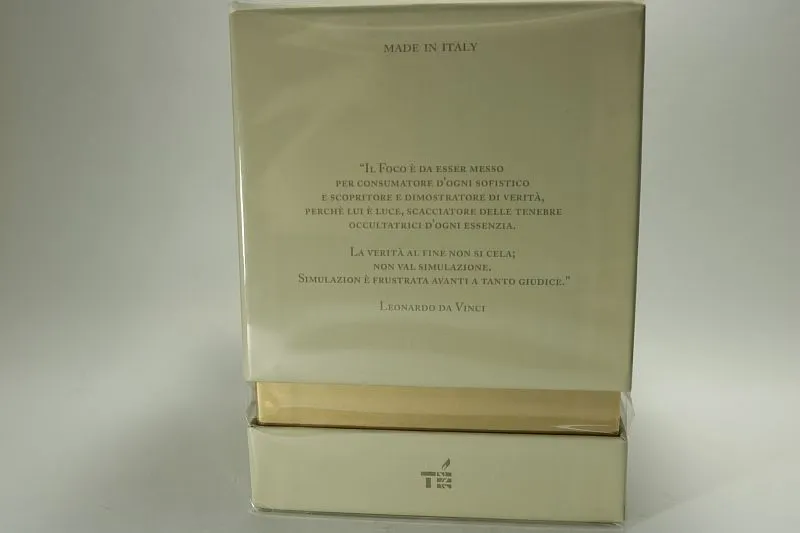 MADE IN ITALY
“IL FOCO È DA ESSER MESSO
PER CONSUMATORE D'OGNI SOFISTICO
E SCOPRITORE E DIMOSTRATORE DI VERITÀ,
PERCHÈ LUI È LUCE, SCACCIATORE DELLE TENEBRE
OCCULTATRICI D'OGNI ESSENZIA.
LA VERITÀ AL FINE NON SI CELA;
NON VAL SIMULAZIONE.
SIMULAZION È FRUSTRATA AVANTI A TANTO GIUDICE."
LEONARDO DA VINCI